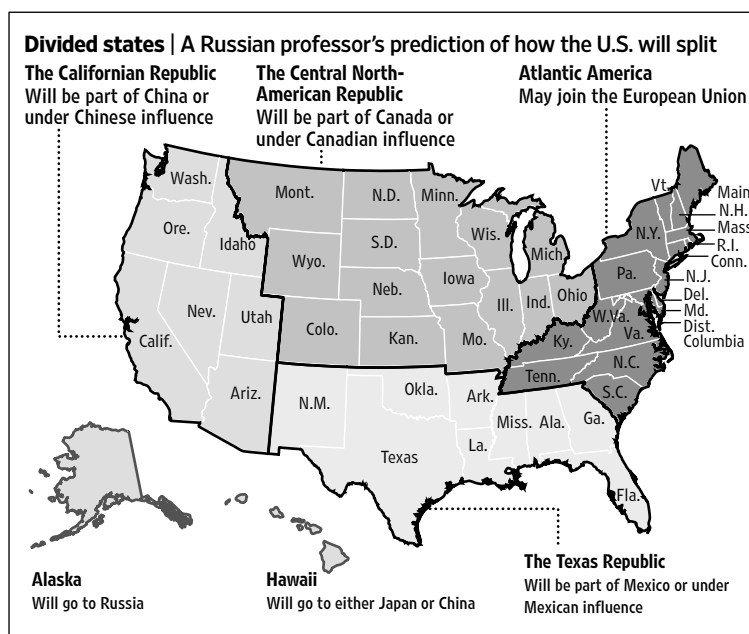 Divided states | A Russian professor's prediction of how the U.S. will split
The Californian Republic
Will be part of China or
under Chinese influence
The Central North-
American Republic
Will be part of Canada or
under Canadian influence
Atlantic America
May join the European Union
Wash.
Ore.
Idaho
Calif.
Nev.
Utah
Ariz.
Mont.
N.D.
Minn.
Wyo.
S.D.
Wis.
Mich.
Neb.
Iowa
Colo.
Kan.
Mo.
Ill.
Ind.
Ohio
Vt.
Main
N.H.
Mass
R.I.
Conn.
N.Y.
Pa.
N.J.
Del.
Md.
Dist.
Columbia
W.Va.
Va.
Ky.
Tenn.
N.C.
S.C.
N.M.
Okla.
Ark.
Texas
La.
Miss.
Ala.
Ga.
Fla.
Alaska
Will go to Russia
Hawaii
Will go to either Japan or China
The Texas Republic
Will be part of Mexico or under
Mexican influence